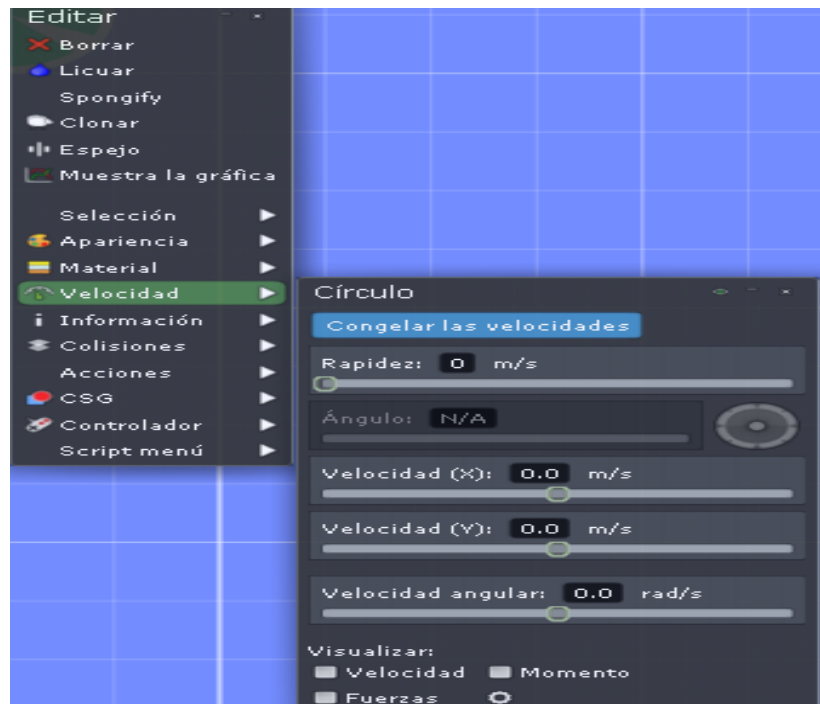 Editar
Borrar
Licuar
Spongify
Clonar
Espejo
Muestra la gráfica
Selección
Apariencia
Material
Velocidad
Información
Colisiones
Acciones
CSG
Controlador
Script menú
Círculo
Congelar las velocidades
Rapidez: 0 m/s
Ángulo: N/A
Velocidad (X): 0.0 m/s
Velocidad (Y): 0.0 m/s
Velocidad angular: 0.0 rad/s
Visualizar:
Velocidad Momento
Fuerzas